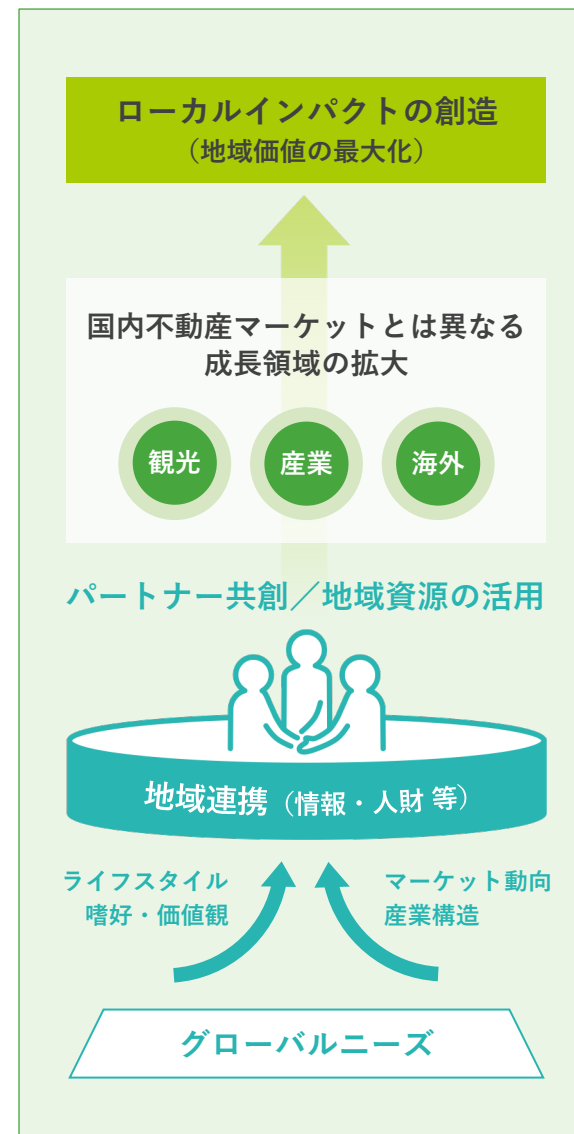 ローカルインパクトの創造
（地域価値の最大化）
国内不動産マーケットとは異なる
成長領域の拡大
観光
産業
海外
パートナー共創／地域資源の活用
地域連携（情報・人財 等）
ライフスタイル
嗜好・価値観
マーケット動向
産業構造
グローバルニーズ